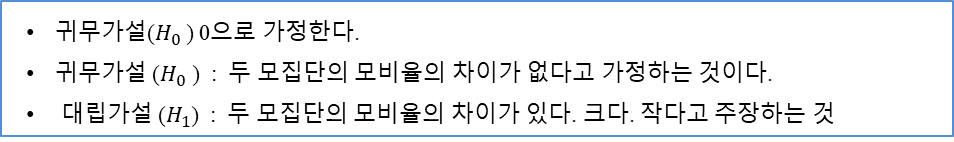 • 귀무가설(H₀ ) 0으로 가정한다.
• 귀무가설 (H₀ ) : 두 모집단의 모비율의 차이가 없다고 가정하는 것이다.
• 대립가설 (H₁) : 두 모집단의 모비율의 차이가 있다. 크다. 작다고 주장하는 것